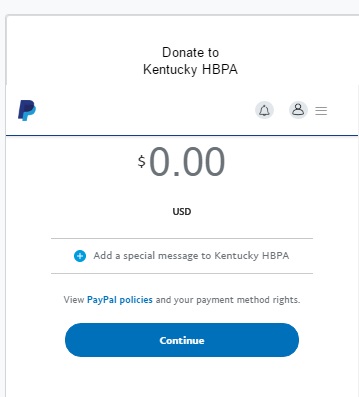 Donate to
Kentucky HBPA
$0.00
USD
Add a special message to Kentucky HBPA
View PayPal policies and your payment method rights.
Continue